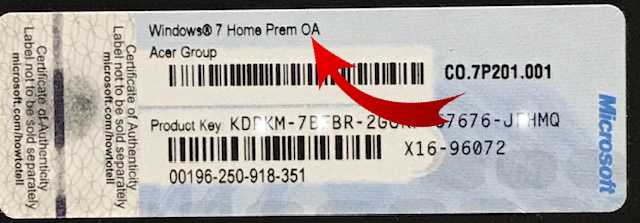 Certificate of Authenticity
Label not to be sold separately
microsoft.com/howtotell
Certificate of Authenticity
Label not to be sold separately
microsoft.com/howtotell
Windows® 7 Home Prem OA
Acer Group
CO.7P201.001
Product Key
X16-96072
00196-250-918-351
Microsoft